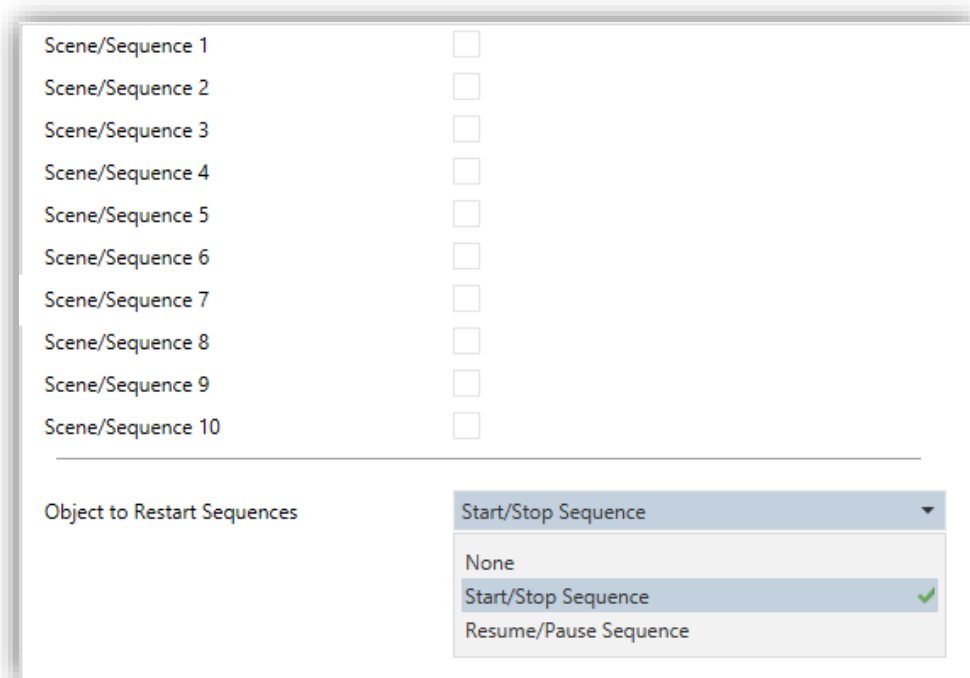 Scene/Sequence 1
Scene/Sequence 2
Scene/Sequence 3
Scene/Sequence 4
Scene/Sequence 5
Scene/Sequence 6
Scene/Sequence 7
Scene/Sequence 8
Scene/Sequence 9
Scene/Sequence 10
Object to Restart Sequences Start/Stop Sequence
None
Start/Stop Sequence
Resume/Pause Sequence